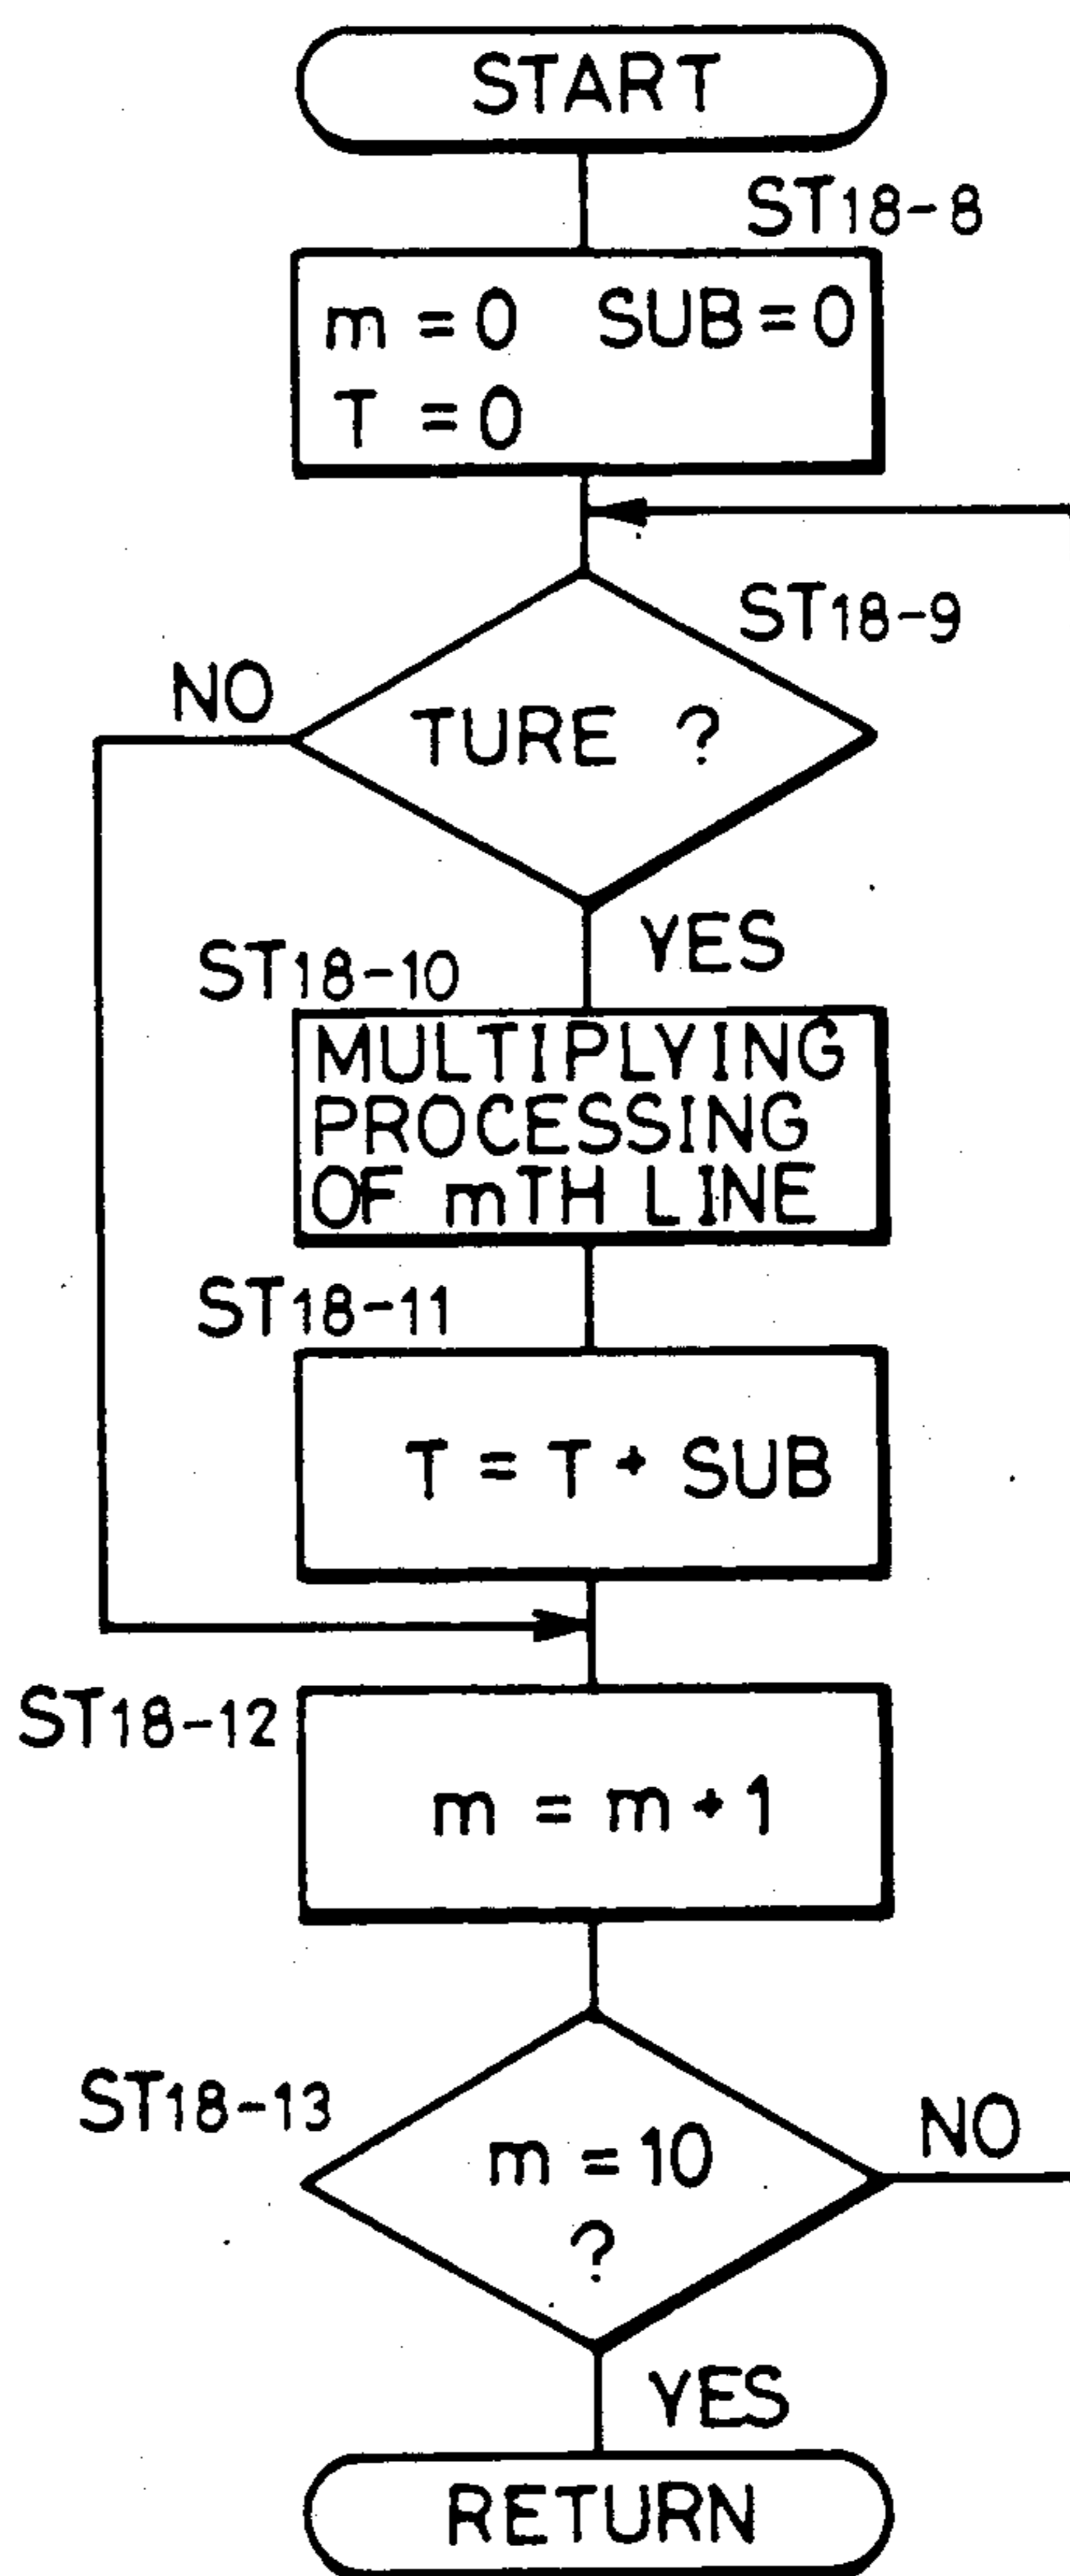 START
ST18-8
m = 0 SUB = 0
T = 0
ST18-9
NO
TURE ?
YES
ST18-10
MULTIPLYING
PROCESSING
OF mTH LINE
ST18-11
T = T + SUB
ST18-12
m = m + 1
ST18-13
m = 10
?
NO
YES
RETURN